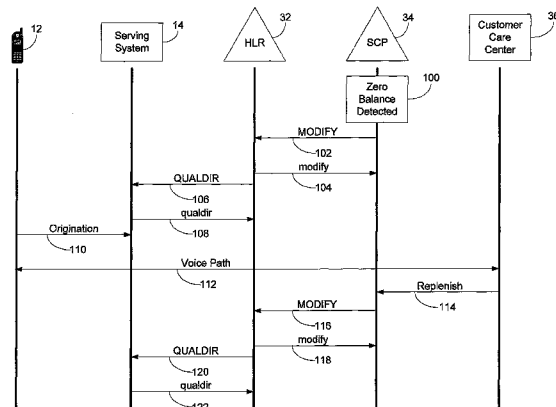 12
Serving
System
14
HLR
32
SCP
34
Customer
Care
Center
36
Zero
Balance
Detected
100
MODIFY
102
modify
104
QUALDIR
106
qualdir
108
Origination
110
Voice Path
112
Replenish
114
MODIFY
116
modify
118
QUALDIR
120
qualdir
122